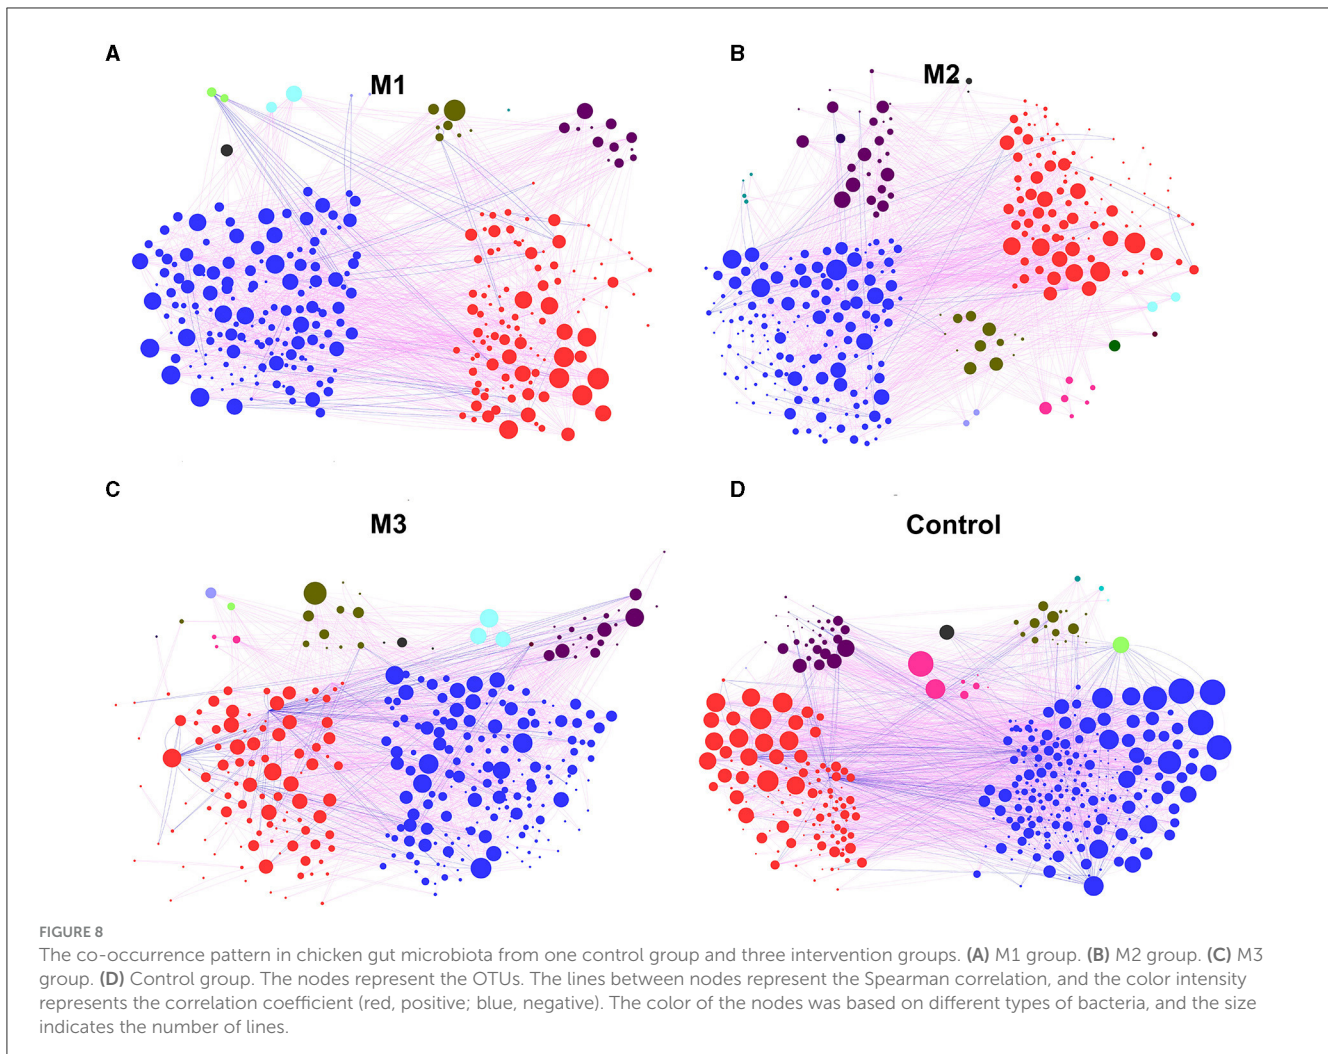 A
M1
B
M2
C
M3
D
Control
FIGURE 8
The co-occurrence pattern in chicken gut microbiota from one control group and three intervention groups. (A) M1 group. (B) M2 group. (C) M3
group. (D) Control group. The nodes represent the OTUs. The lines between nodes represent the Spearman correlation, and the color intensity
represents the correlation coefficient (red, positive; blue, negative). The color of the nodes was based on different types of bacteria, and the size
indicates the number of lines.